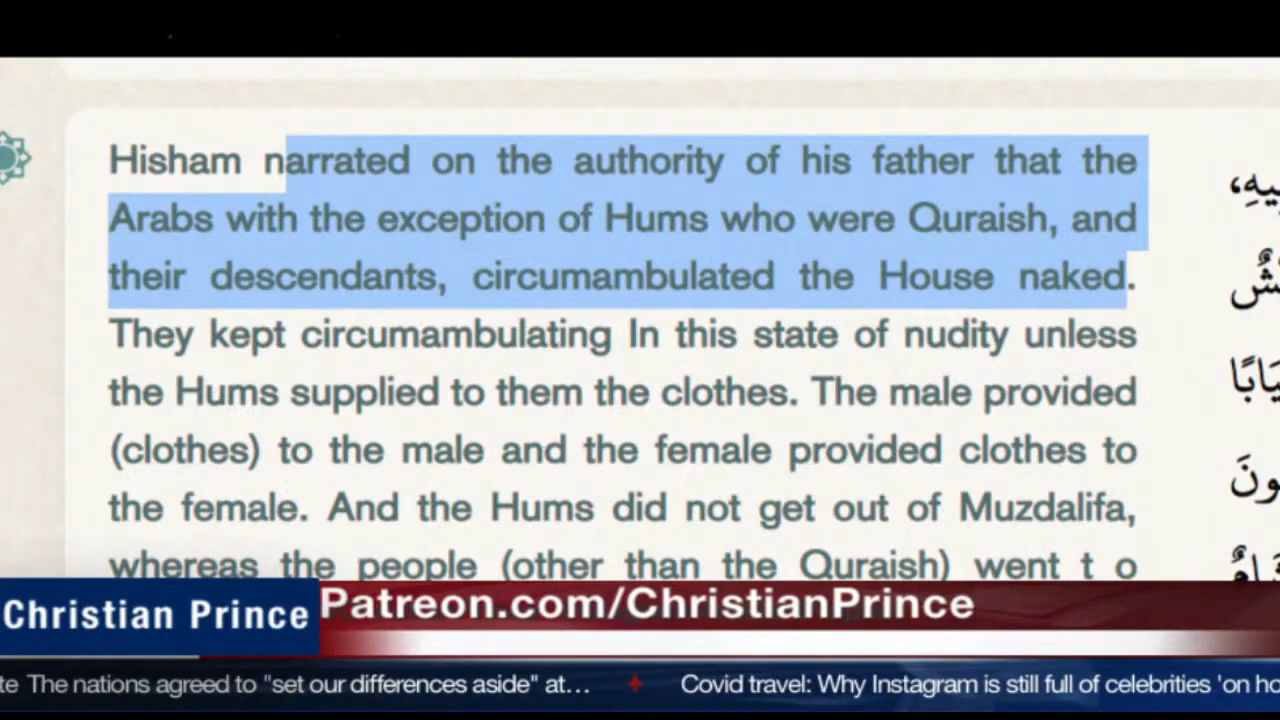 Hisham narrated on the authority of his father that the
Arabs with the exception of Hums who were Quraish, and
their descendants, circumambulated the House naked.
They kept circumambulating In this state of nudity unless
the Hums supplied to them the clothes. The male provided
(clothes) to the male and the female provided clothes to
the female. And the Hums did not get out of Muzdalifa,
whereas the people (other than the Quraish) went t o
Christian Prince
Patreon.com/ChristianPrince
te The nations agreed to "set our differences aside" at… Covid travel: Why Instagram is still full of celebrities 'on ho